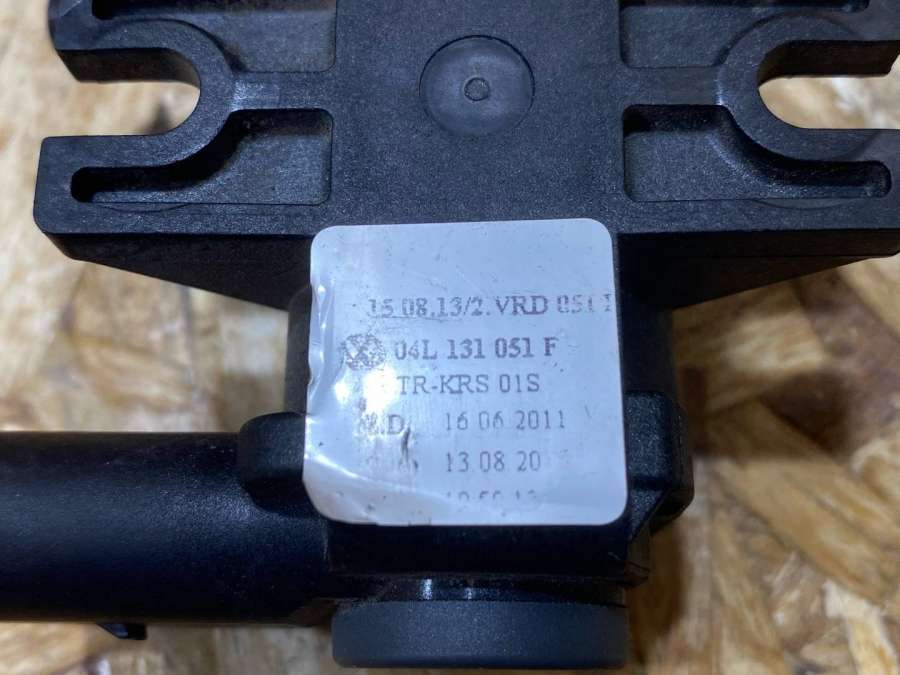 15.08.13/2. VRD 051
04L 131 051 F
TR-KRS 01S
16 06 2011
13 08 20